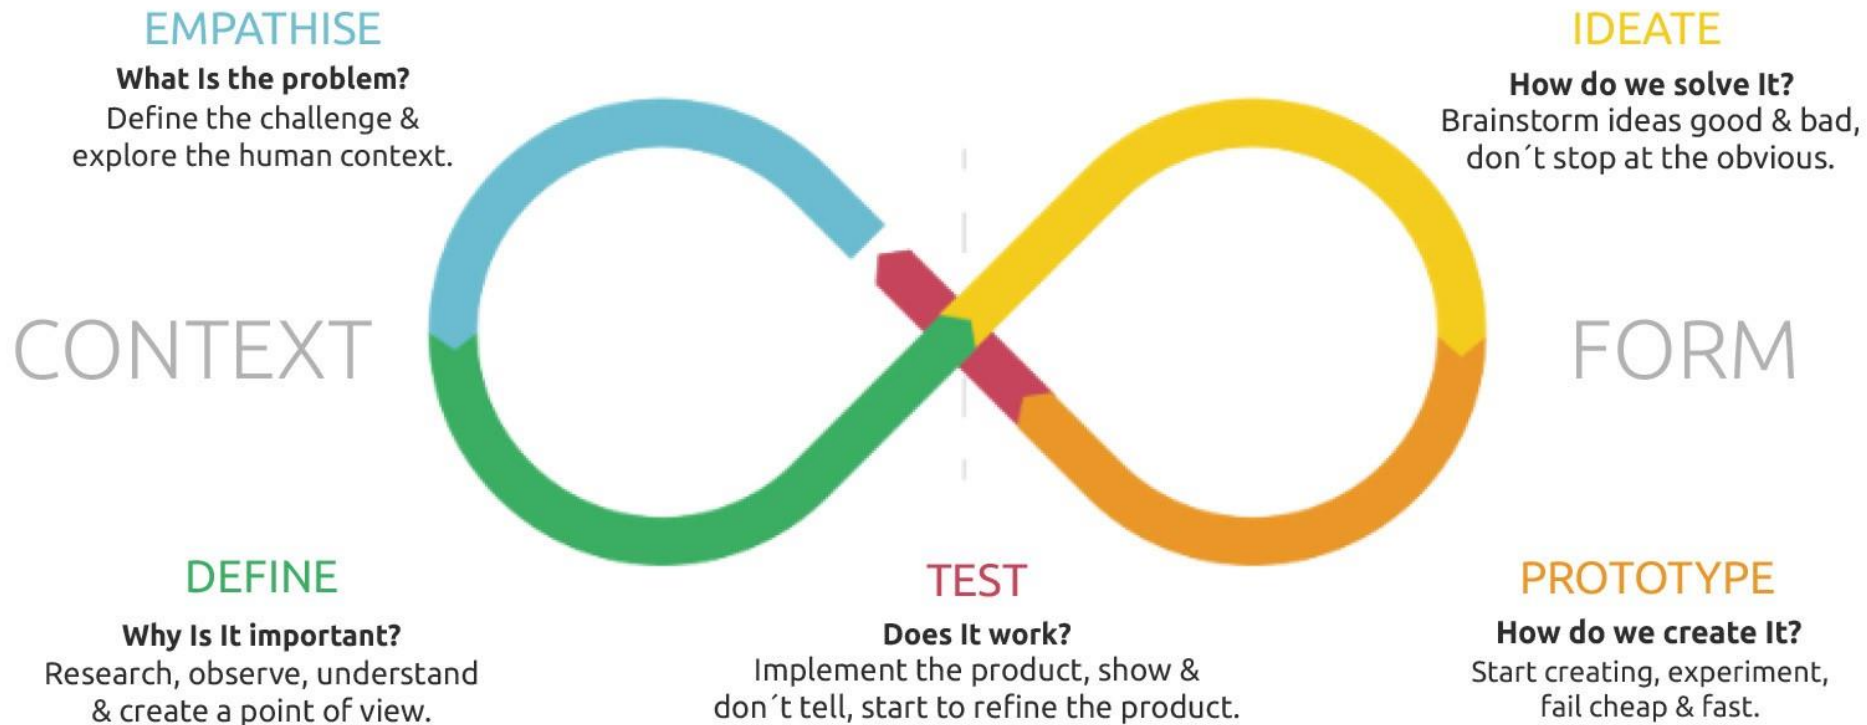 EMPATHISE
What Is the problem?
Define the challenge &
explore the human context.
IDEATE
How do we solve It?
Brainstorm ideas good & bad,
don´t stop at the obvious.
CONTEXT
FORM
DEFINE
Why Is It important?
Research, observe, understand
& create a point of view.
TEST
Does It work?
Implement the product, show &
don´t tell, start to refine the product.
PROTOTYPE
How do we create It?
Start creating, experiment,
fail cheap & fast.